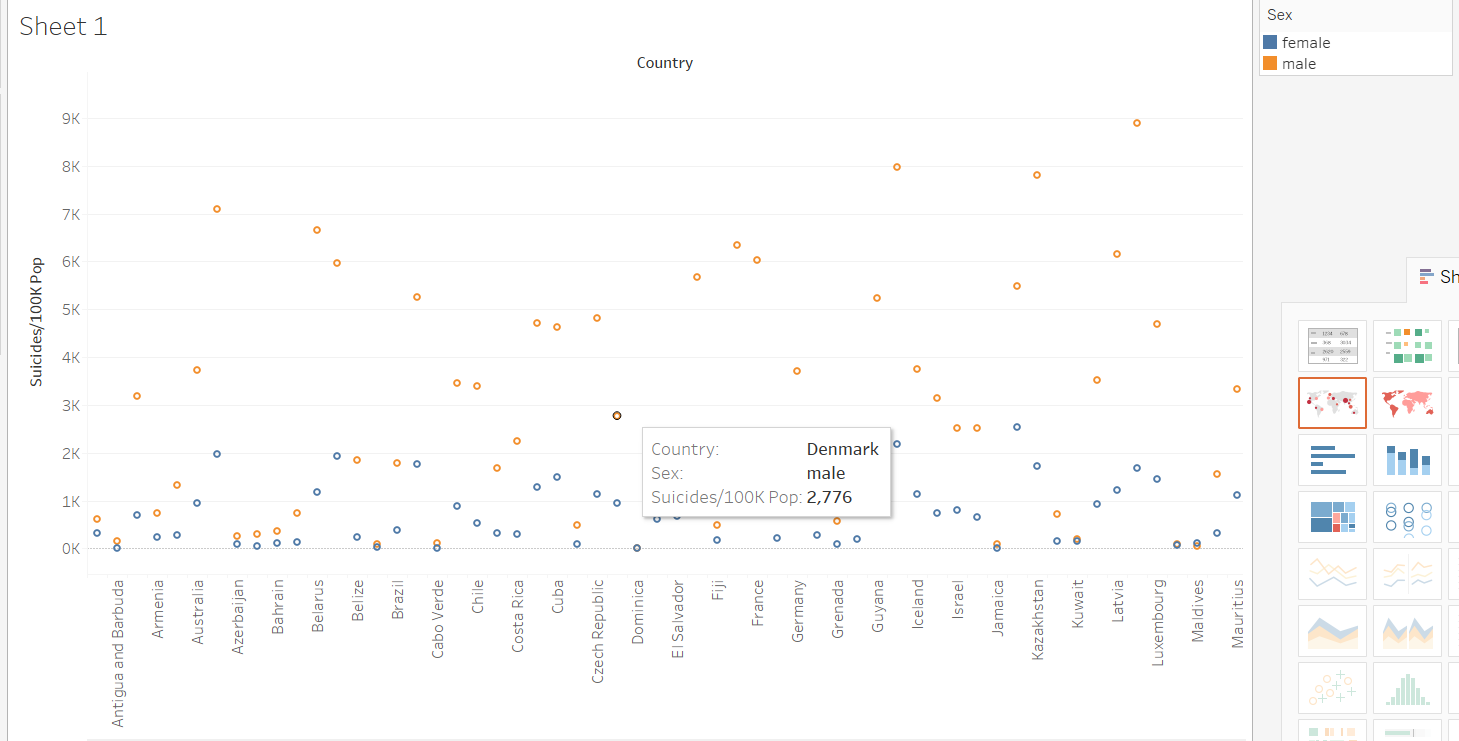 Sheet 1
Country
Suicides/100K Pop
9K
8K
7K
6K
5K
4K
3K
2K
1K
0K
Country: Denmark
Sex: male
Suicides/100K Pop: 2,776
Antigua and Barbuda
Armenia
Australia
Azerbaijan
Bahrain
Belarus
Belize
Brazil
Cabo Verde
Chile
Costa Rica
Cuba
Czech Republic
Dominica
El Salvador
Fiji
France
Germany
Grenada
Guyana
Iceland
Israel
Jamaica
Kazakhstan
Kuwait
Latvia
Luxembourg
Maldives
Mauritius
Sex
female
male
Sh